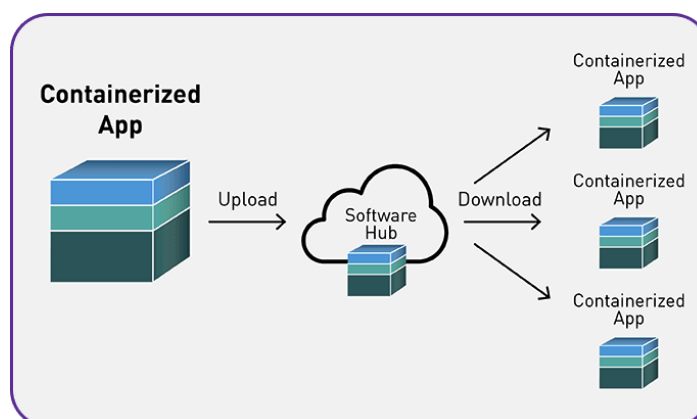 Containerized
App
Upload
Software
Hub
Download
Containerized
App
Containerized
App
Containerized
App